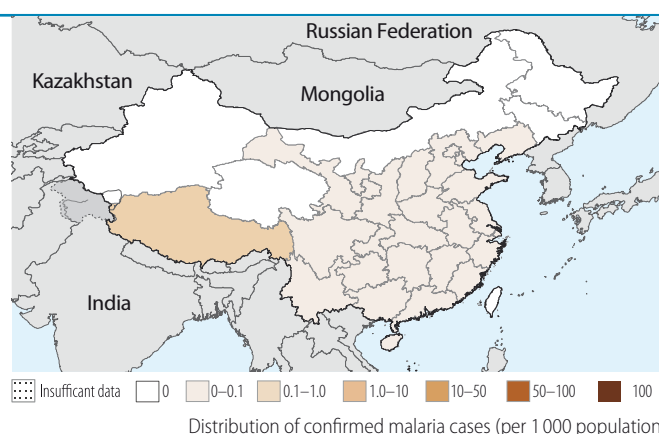 Russian Federation
Kazakhstan
Mongolia
India
Insufficant data 0 0–0.1 0.1–1.0 1.0–10 10–50 50–100 100
Distribution of confirmed malaria cases (per 1 000 population